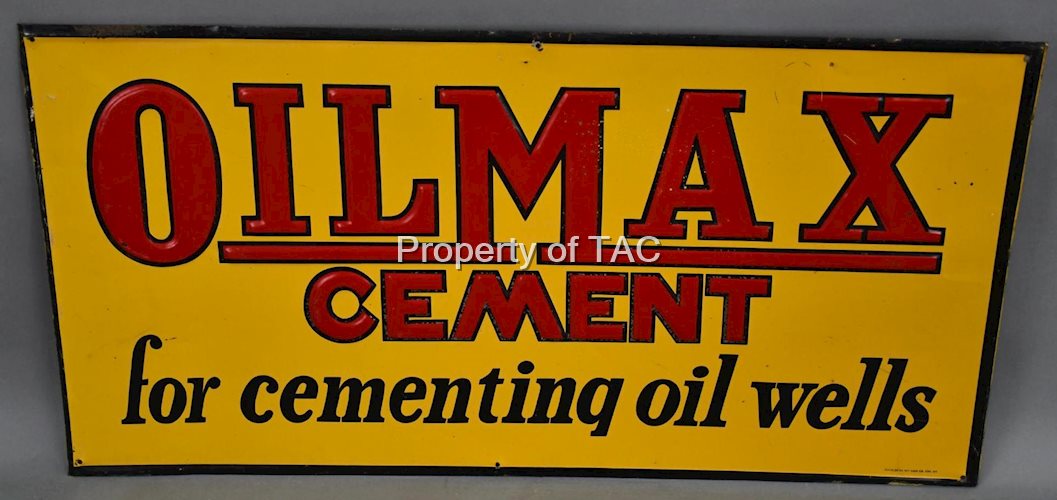 OILMAX
Property of TAC
CEMENT
for cementing oil wells